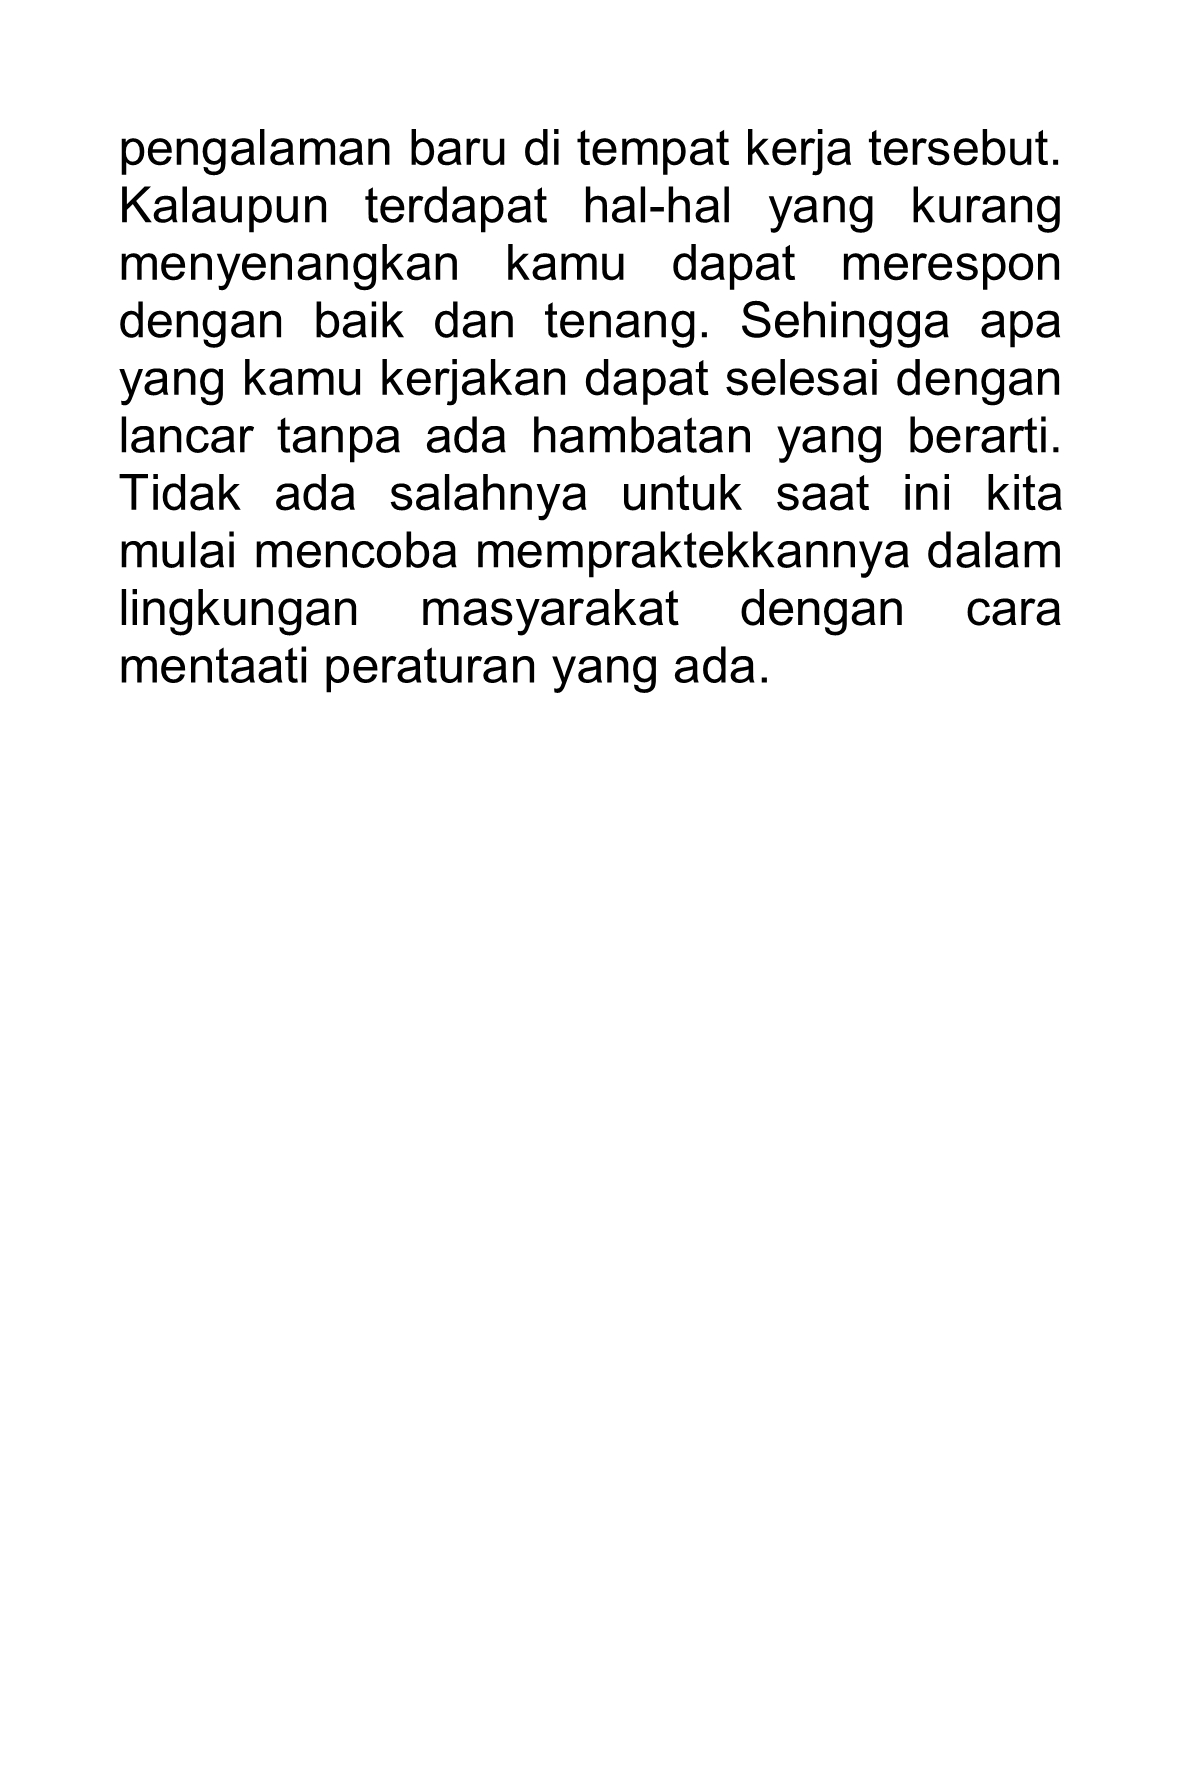 pengalaman baru di tempat kerja tersebut.
Kalaupun terdapat hal-hal yang kurang
menyenangkan kamu dapat merespon
dengan baik dan tenang. Sehingga apa
yang kamu kerjakan dapat selesai dengan
lancar tanpa ada hambatan yang berarti.
Tidak ada salahnya untuk saat ini kita
mulai mencoba mempraktekkannya dalam
lingkungan masyarakat dengan cara
mentaati peraturan yang ada.